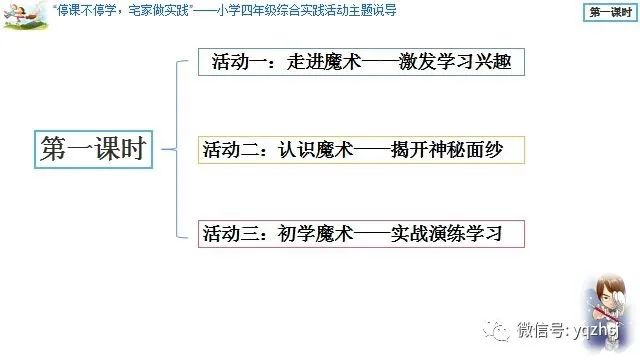 “停课不停学，宅家做实践”——小学四年级综合实践活动主题说导
第一课时
活动一：走进魔术——激发学习兴趣
第一课时
活动二：认识魔术——揭开神秘面纱
活动三：初学魔术——实战演练学习
微信号: yqzhsj